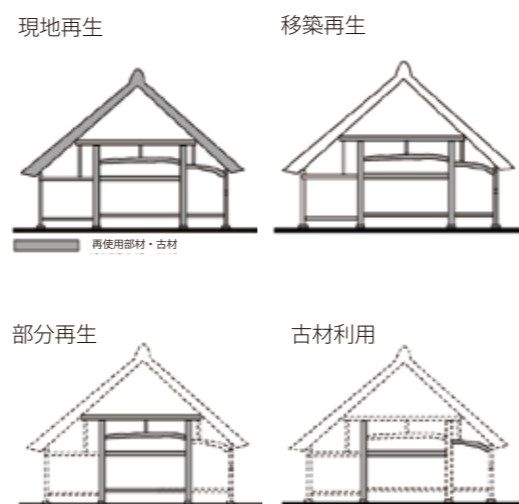 現地再生
移築再生
再使用部材・古材
部分再生
古材利用